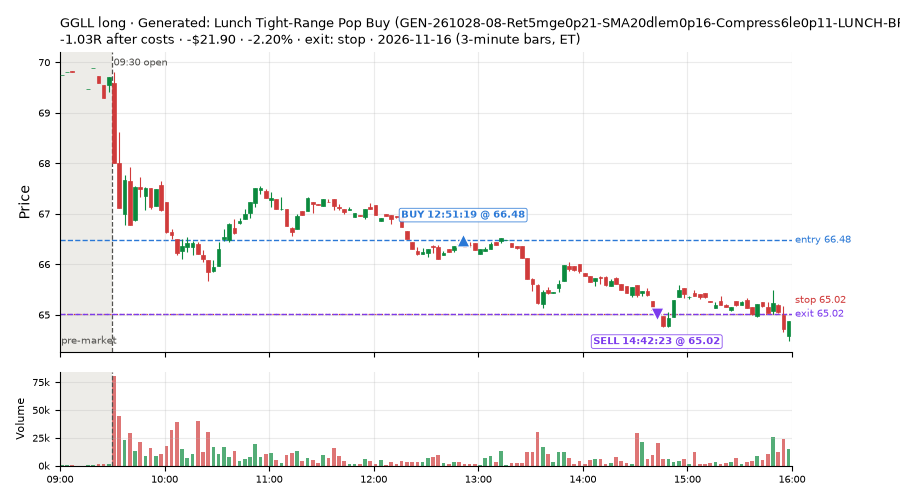 GGLL long · Generated: Lunch Tight-Range Pop Buy (GEN-261028-08-Ret5mge0p21-SMA20dlem0p16-Compress6le0p11-LUNCH-BR
-1.03R after costs · -$21.90 · -2.20% · exit: stop · 2026-11-16 (3-minute bars, ET)
70
09:30 open
69
68
67
BUY 12:51:19 @ 66.48
entry 66.48
66
stop 65.02
65
exit 65.02
pre-market
SELL 14:42:23 @ 65.02
Price
75k
50k
25k
0k
Volume
09:00 10:00 11:00 12:00 13:00 14:00 15:00 16:00